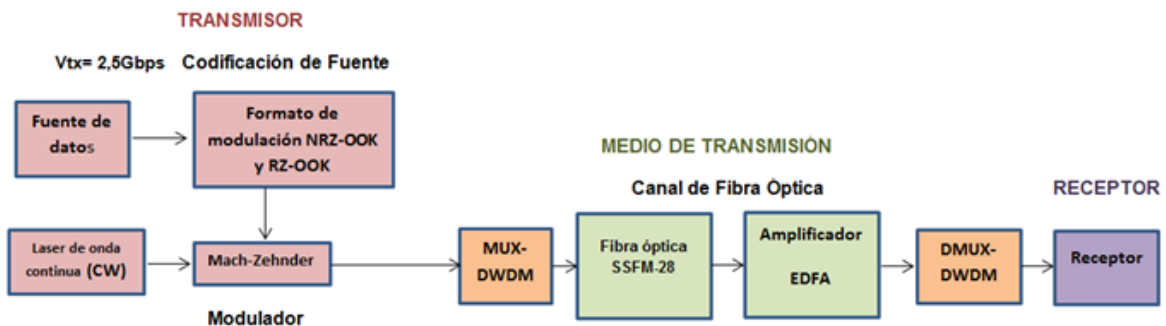 TRANSMISOR
Vtx= 2,5Gbps Codificación de Fuente
Fuente de
datos
Formato de
modulación NRZ-OOK
y RZ-OOK
Laser de onda
continua (CW)
Mach-Zehnder
Modulador
MUX-
DWDM
MEDIO DE TRANSMISIÓN
Canal de Fibra Óptica
Fibra óptica
SSFM-28
Amplificador
EDFA
DMUX-
DWDM
RECEPTOR
Receptor